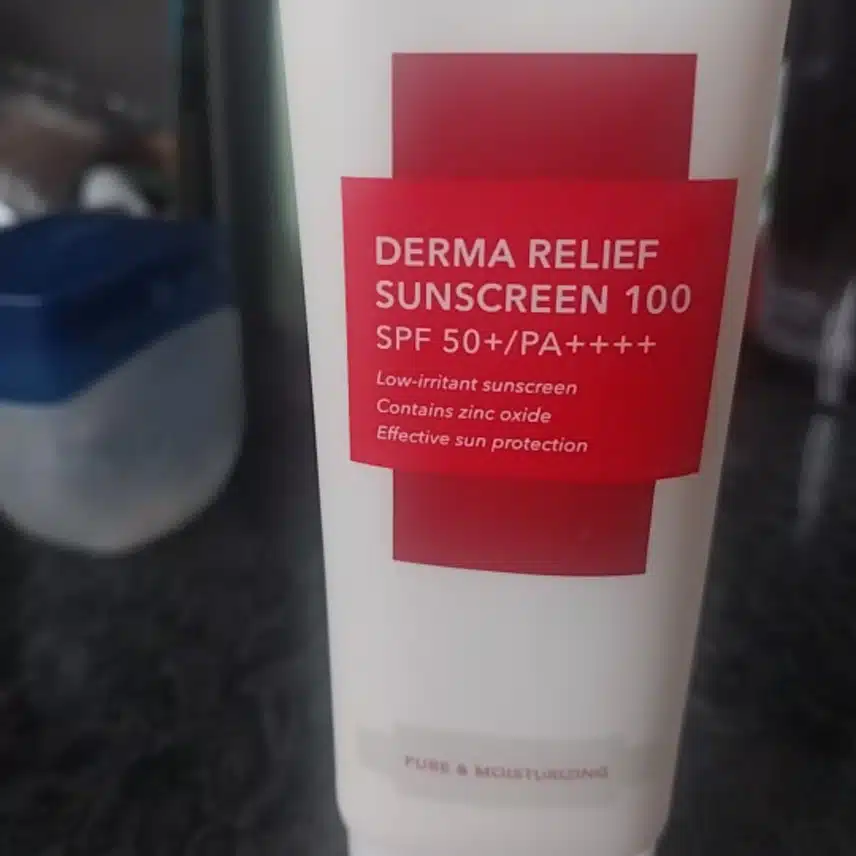 DERMA RELIEF
SUNSCREEN 100
SPF 50+/PA++++
Low-irritant sunscreen
Contains zinc oxide
Effective sun protection
PURE & MOISTURIZING